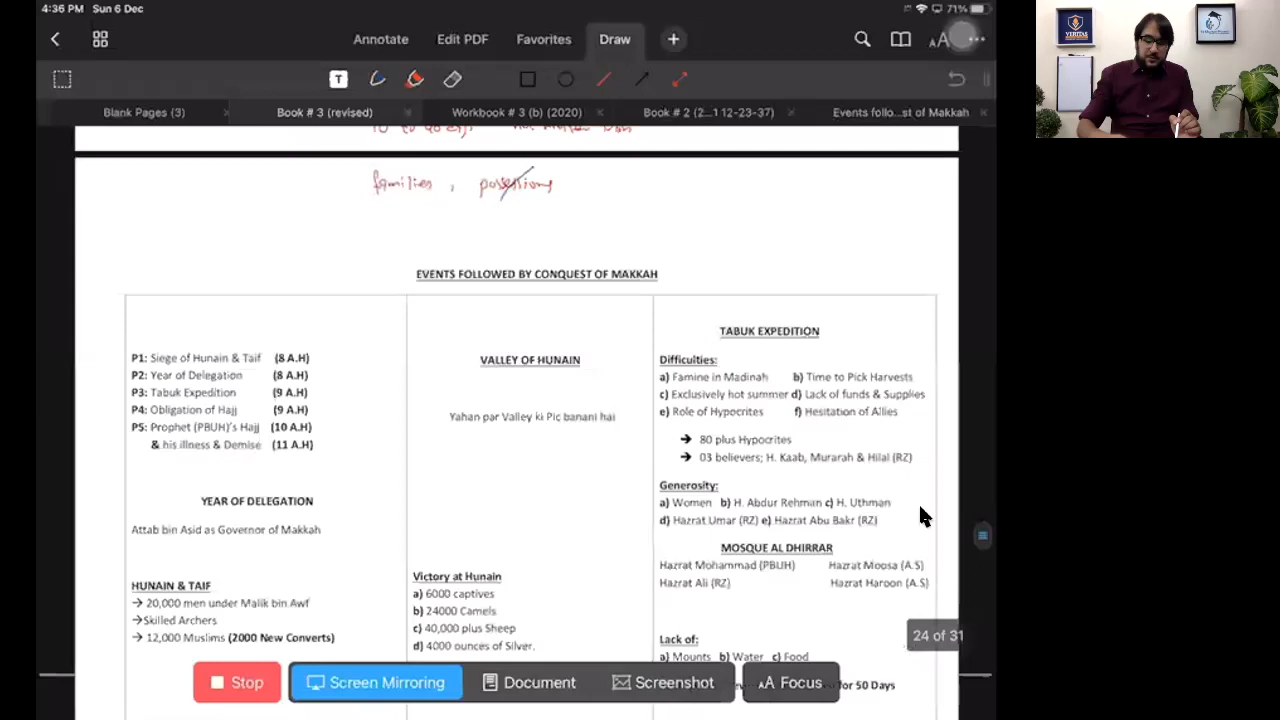 4:36 PM Sun 6 Dec
71%
Annotate Edit PDF Favorites Draw
T
Blank Pages (3) Book # 3 (revised) Workbook # 3 (b) (2020) Book # 2 (2...1 12-23-37) Events follo...st of Makkah
families , possessions
EVENTS FOLLOWED BY CONQUEST OF MAKKAH
P1: Siege of Hunain & Taif (8 A.H)
P2: Year of Delegation (8 A.H)
P3: Tabuk Expedition (9 A.H)
P4: Obligation of Hajj (9 A.H)
P5: Prophet (PBUH)'s Hajj (10 A.H)
& his illness & Demise (11 A.H)
YEAR OF DELEGATION
Attab bin Asid as Governor of Makkah
HUNAIN & TAIF
→ 20,000 men under Malik bin Awf
→Skilled Archers
→ 12,000 Muslims (2000 New Converts)
VALLEY OF HUNAIN
Yahan par Valley ki Pic banani hai
Victory at Hunain
a) 6000 captives
b) 24000 Camels
c) 40,000 plus Sheep
d) 4000 ounces of Silver.
TABUK EXPEDITION
Difficulties:
a) Famine in Madinah b) Time to Pick Harvests
c) Exclusively hot summer d) Lack of funds & Supplies
e) Role of Hypocrites f) Hesitation of Allies
→ 80 plus Hypocrites
→ 03 believers; H. Kaab, Murarah & Hilal (RZ)
Generosity:
a) Women b) H. Abdur Rehman c) H. Uthman
d) Hazrat Umar (RZ) e) Hazrat Abu Bakr (RZ)
MOSQUE AL DHIRRAR
Hazrat Mohammad (PBUH) Hazrat Moosa (A.S)
Hazrat Ali (RZ) Hazrat Haroon (A.S)
Lack of:
a) Mounts b) Water c) Food
for 50 Days
24 of 31
Stop Screen Mirroring Document Screenshot AA Focus
VERITAS